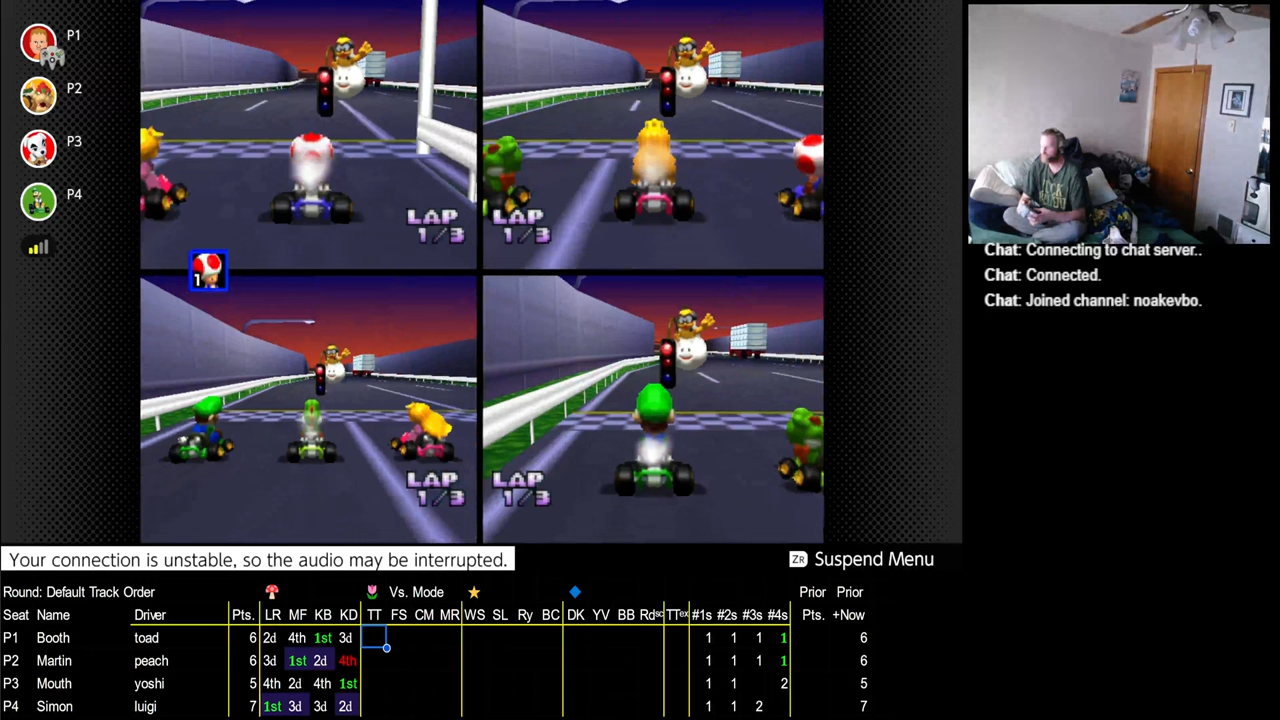 P1
P2
P3
P4
LAP
1/3
LAP
1/3
1
LAP
1/3
LAP
1/3
Chat: Connecting to chat server..
Chat: Connected.
Chat: Joined channel: noakevbo.
Your connection is unstable, so the audio may be interrupted.
ZR Suspend Menu
Round: Default Track Order Vs. Mode Prior Prior
Seat Name Driver Pts. LR MF KB KD TT FS CM MR WS SL Ry BC DK YV BB Rdsc TTex #1s #2s #3s #4s Pts. +Now
P1 Booth toad 6 2d 4th 1st 3d 1 1 1 1 6
P2 Martin peach 6 3d 1st 2d 4th 1 1 1 1 6
P3 Mouth yoshi 5 4th 2d 4th 1st 1 1 2 5
P4 Simon luigi 7 1st 3d 3d 2d 1 1 2 7